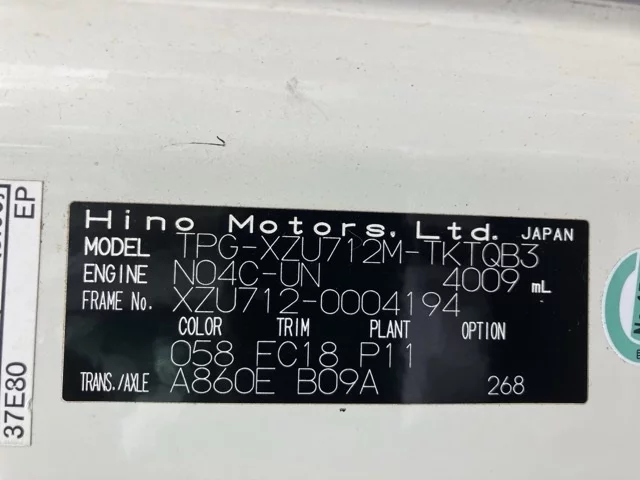 Hino Motors, Ltd. JAPAN
MODEL TPG-XZU712M-TKTQB3
ENGINE N04C-UN 4009 mL
FRAME No. XZU712-0004194
COLOR TRIM PLANT OPTION
058 FC18 P11
TRANS./AXLE A860E B09A 268
EP
37E80